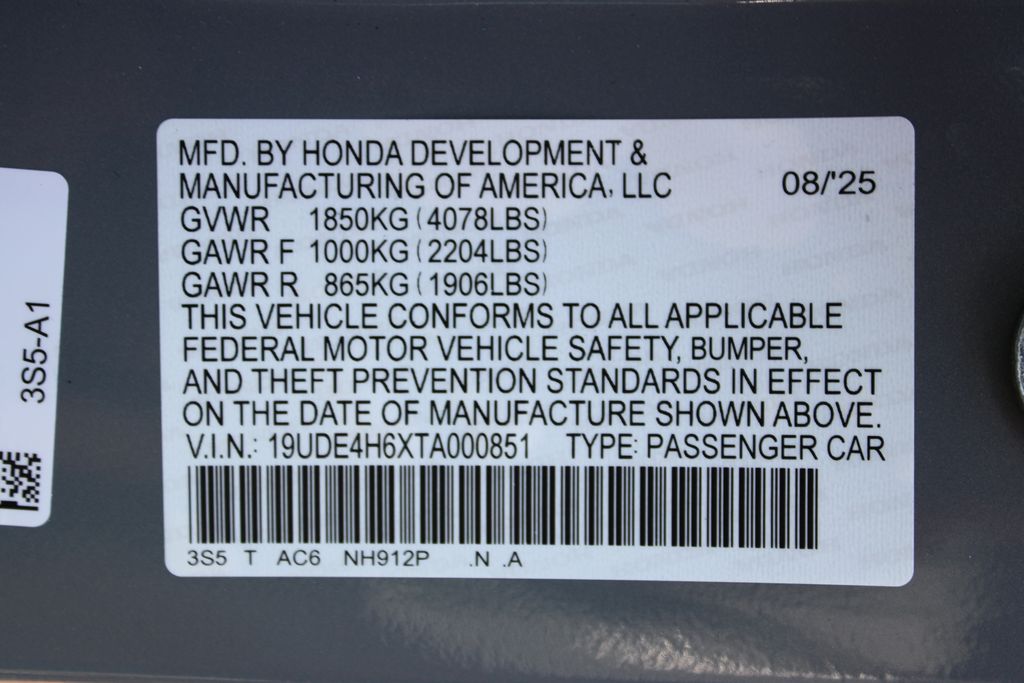 MFD. BY HONDA DEVELOPMENT &
MANUFACTURING OF AMERICA, LLC 08/'25
GVWR 1850KG (4078LBS)
GAWR F 1000KG (2204LBS)
GAWR R 865KG (1906LBS)
THIS VEHICLE CONFORMS TO ALL APPLICABLE
FEDERAL MOTOR VEHICLE SAFETY, BUMPER,
AND THEFT PREVENTION STANDARDS IN EFFECT
ON THE DATE OF MANUFACTURE SHOWN ABOVE.
V.I.N.: 19UDE4H6XTA000851 TYPE: PASSENGER CAR
3S5 T AC6 NH912P .N .A
3S5-A1